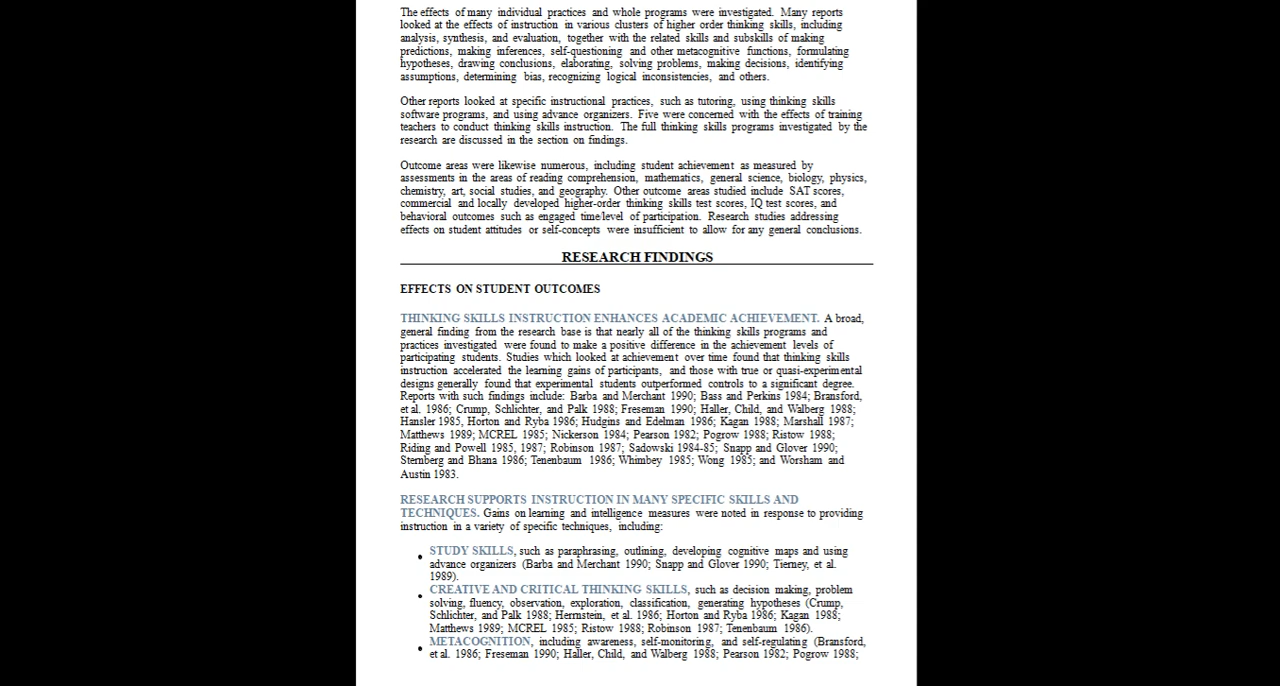 The effects of many individual practices and whole programs were investigated. Many reports
looked at the effects of instruction in various clusters of higher order thinking skills, including
analysis, synthesis, and evaluation, together with the related skills and subskills of making
predictions, making inferences, self-questioning and other metacognitive functions, formulating
hypotheses, drawing conclusions, elaborating, solving problems, making decisions, identifying
assumptions, determining bias, recognizing logical inconsistencies, and others.
Other reports looked at specific instructional practices, such as tutoring, using thinking skills
software programs, and using advance organizers. Five were concerned with the effects of training
teachers to conduct thinking skills instruction. The full thinking skills programs investigated by the
research are discussed in the section on findings.
Outcome areas were likewise numerous, including student achievement as measured by
assessments in the areas of reading comprehension, mathematics, general science, biology, physics,
chemistry, art, social studies, and geography. Other outcome areas studied include SAT scores,
commercial and locally developed higher-order thinking skills test scores, IQ test scores, and
behavioral outcomes such as engaged time/level of participation. Research studies addressing
effects on student attitudes or self-concepts were insufficient to allow for any general conclusions.
RESEARCH FINDINGS
EFFECTS ON STUDENT OUTCOMES
THINKING SKILLS INSTRUCTION ENHANCES ACADEMIC ACHIEVEMENT. A broad,
general finding from the research base is that nearly all of the thinking skills programs and
practices investigated were found to make a positive difference in the achievement levels of
participating students. Studies which looked at achievement over time found that thinking skills
instruction accelerated the learning gains of participants, and those with true or quasi-experimental
designs generally found that experimental students outperformed controls to a significant degree.
Reports with such findings include: Barba and Merchant 1990; Bass and Perkins 1984; Bransford,
et al. 1986; Crump, Schlichter, and Palk 1988; Freseman 1990; Haller, Child, and Walberg 1988;
Hansler 1985, Horton and Ryba 1986; Hudgins and Edelman 1986; Kagan 1988; Marshall 1987;
Matthews 1989; MCREL 1985; Nickerson 1984; Pearson 1982; Pogrow 1988; Ristow 1988;
Riding and Powell 1985, 1987; Robinson 1987; Sadowski 1984-85; Snapp and Glover 1990;
Sternberg and Bhana 1986; Tenenbaum 1986; Whimbey 1985; Wong 1985; and Worsham and
Austin 1983.
RESEARCH SUPPORTS INSTRUCTION IN MANY SPECIFIC SKILLS AND
TECHNIQUES. Gains on learning and intelligence measures were noted in response to providing
instruction in a variety of specific techniques, including:
• STUDY SKILLS, such as paraphrasing, outlining, developing cognitive maps and using
advance organizers (Barba and Merchant 1990; Snapp and Glover 1990; Tierney, et al.
1989).
• CREATIVE AND CRITICAL THINKING SKILLS, such as decision making, problem
solving, fluency, observation, exploration, classification, generating hypotheses (Crump,
Schlichter, and Palk 1988; Herrnstein, et al. 1986; Horton and Ryba 1986; Kagan 1988;
Matthews 1989; MCREL 1985; Ristow 1988; Robinson 1987; Tenenbaum 1986).
• METACOGNITION, including awareness, self-monitoring, and self-regulating (Bransford,
et al. 1986; Freseman 1990; Haller, Child, and Walberg 1988; Pearson 1982; Pogrow 1988;